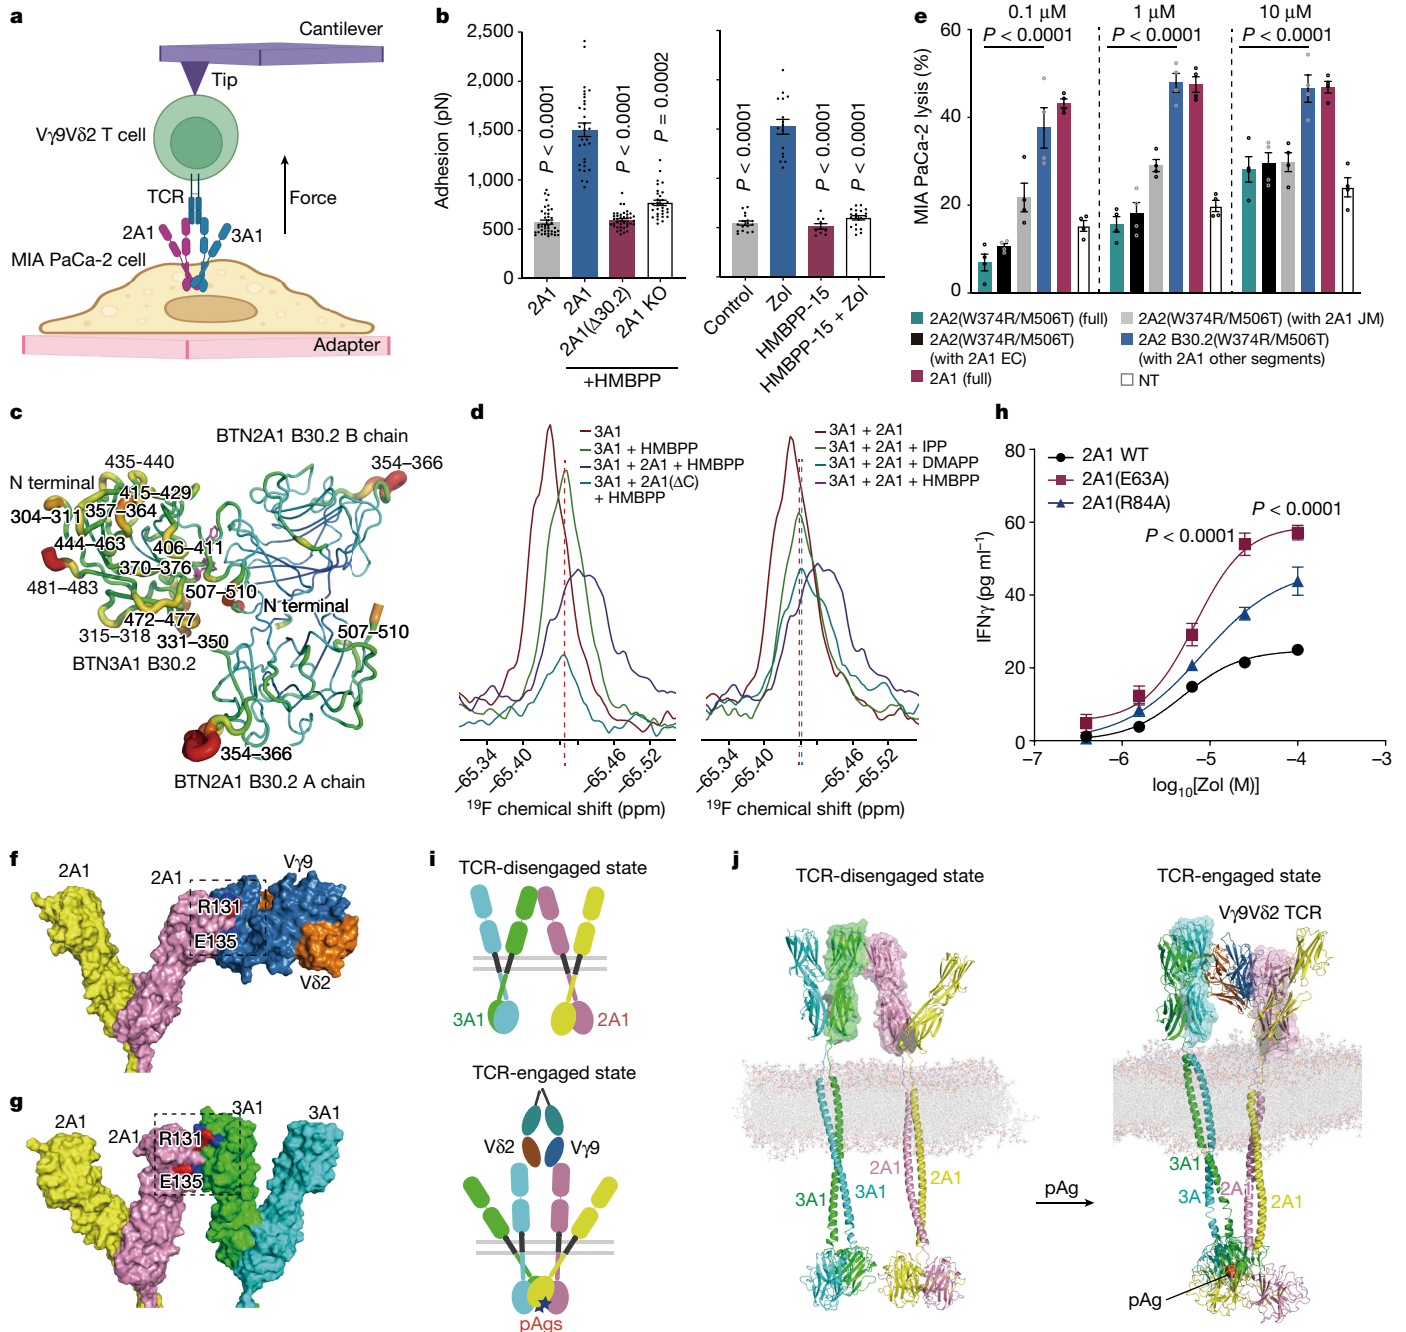 a
Cantilever
Tip
Vγ9Vδ2 T cell
TCR
Force
2A1
3A1
MIA PaCa-2 cell
Adapter
b
Adhesion (pN)
2,500
2,000
1,500
1,000
500
0
P < 0.0001
P < 0.0001
P = 0.0002
2A1
2A1
2A1(Δ30.2)
2A1 KO
+HMBPP
P < 0.0001
P < 0.0001
P < 0.0001
Control
Zol
HMBPP-15
HMBPP-15 + Zol
e
0.1 μM
1 μM
10 μM
P < 0.0001
P < 0.0001
P < 0.0001
MIA PaCa-2 lysis (%)
60
40
20
0
2A2(W374R/M506T) (full)
2A2(W374R/M506T)
(with 2A1 EC)
2A1 (full)
2A2(W374R/M506T) (with 2A1 JM)
2A2 B30.2(W374R/M506T)
(with 2A1 other segments)
NT
c
BTN2A1 B30.2 B chain
435-440
354–366
N terminal
415–429
357–364
304–311
444–463
406–411
370–376
481–483
507–510
N terminal
472–477
315–318
331–350
507–510
BTN3A1 B30.2
354–366
BTN2A1 B30.2 A chain
d
3A1
3A1 + HMBPP
3A1 + 2A1 + HMBPP
3A1 + 2A1(ΔC)
+ HMBPP
–65.34
–65.40
–65.46
–65.52
19F chemical shift (ppm)
3A1 + 2A1
3A1 + 2A1 + IPP
3A1 + 2A1 + DMAPP
3A1 + 2A1 + HMBPP
–65.34
–65.40
–65.46
–65.52
19F chemical shift (ppm)
h
80
60
40
20
0
IFNγ (pg ml–1)
2A1 WT
2A1(E63A)
2A1(R84A)
P < 0.0001
P < 0.0001
–7
–6
–5
–4
–3
log10[Zol (M)]
f
2A1
2A1
Vγ9
R131
E135
Vδ2
g
2A1
2A1
3A1
3A1
R131
E135
i
TCR-disengaged state
3A1
2A1
TCR-engaged state
Vδ2
Vγ9
pAgs
j
TCR-disengaged state
3A1
3A1
2A1
2A1
pAg
TCR-engaged state
Vγ9Vδ2 TCR
3A1
3A1
2A1
2A1
pAg